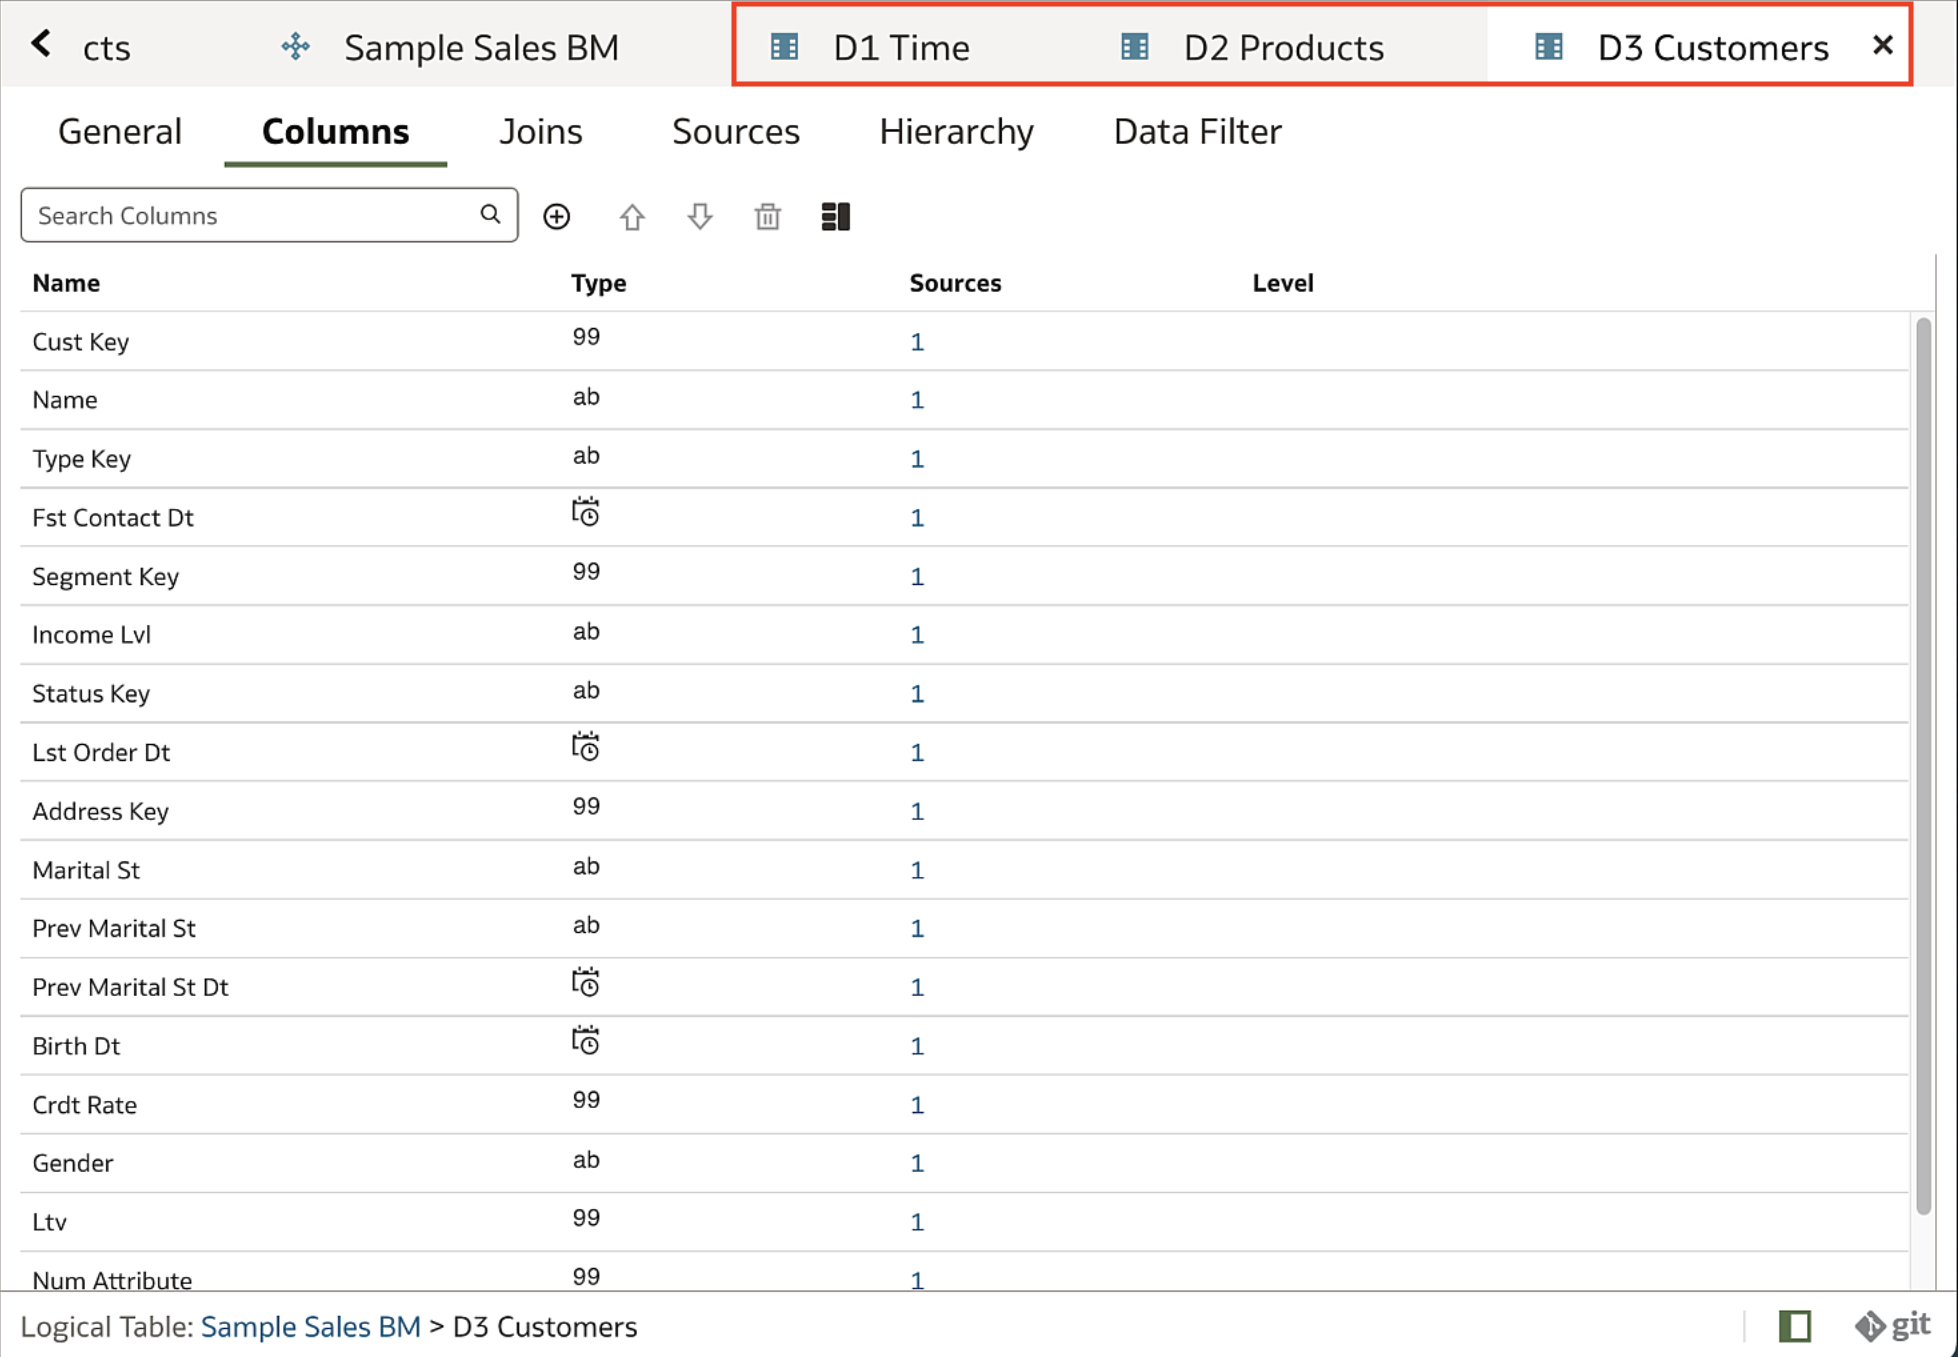 cts Sample Sales BM D1 Time D2 Products D3 Customers
General Columns Joins Sources Hierarchy Data Filter
Search Columns
Name Type Sources Level
Cust Key 99 1
Name ab 1
Type Key ab 1
Fst Contact Dt 1
Segment Key 99 1
Income Lvl ab 1
Status Key ab 1
Lst Order Dt 1
Address Key 99 1
Marital St ab 1
Prev Marital St ab 1
Prev Marital St Dt 1
Birth Dt 1
Crdt Rate 99 1
Gender ab 1
Ltv 99 1
Num Attribute 99 1
Logical Table: Sample Sales BM > D3 Customers git